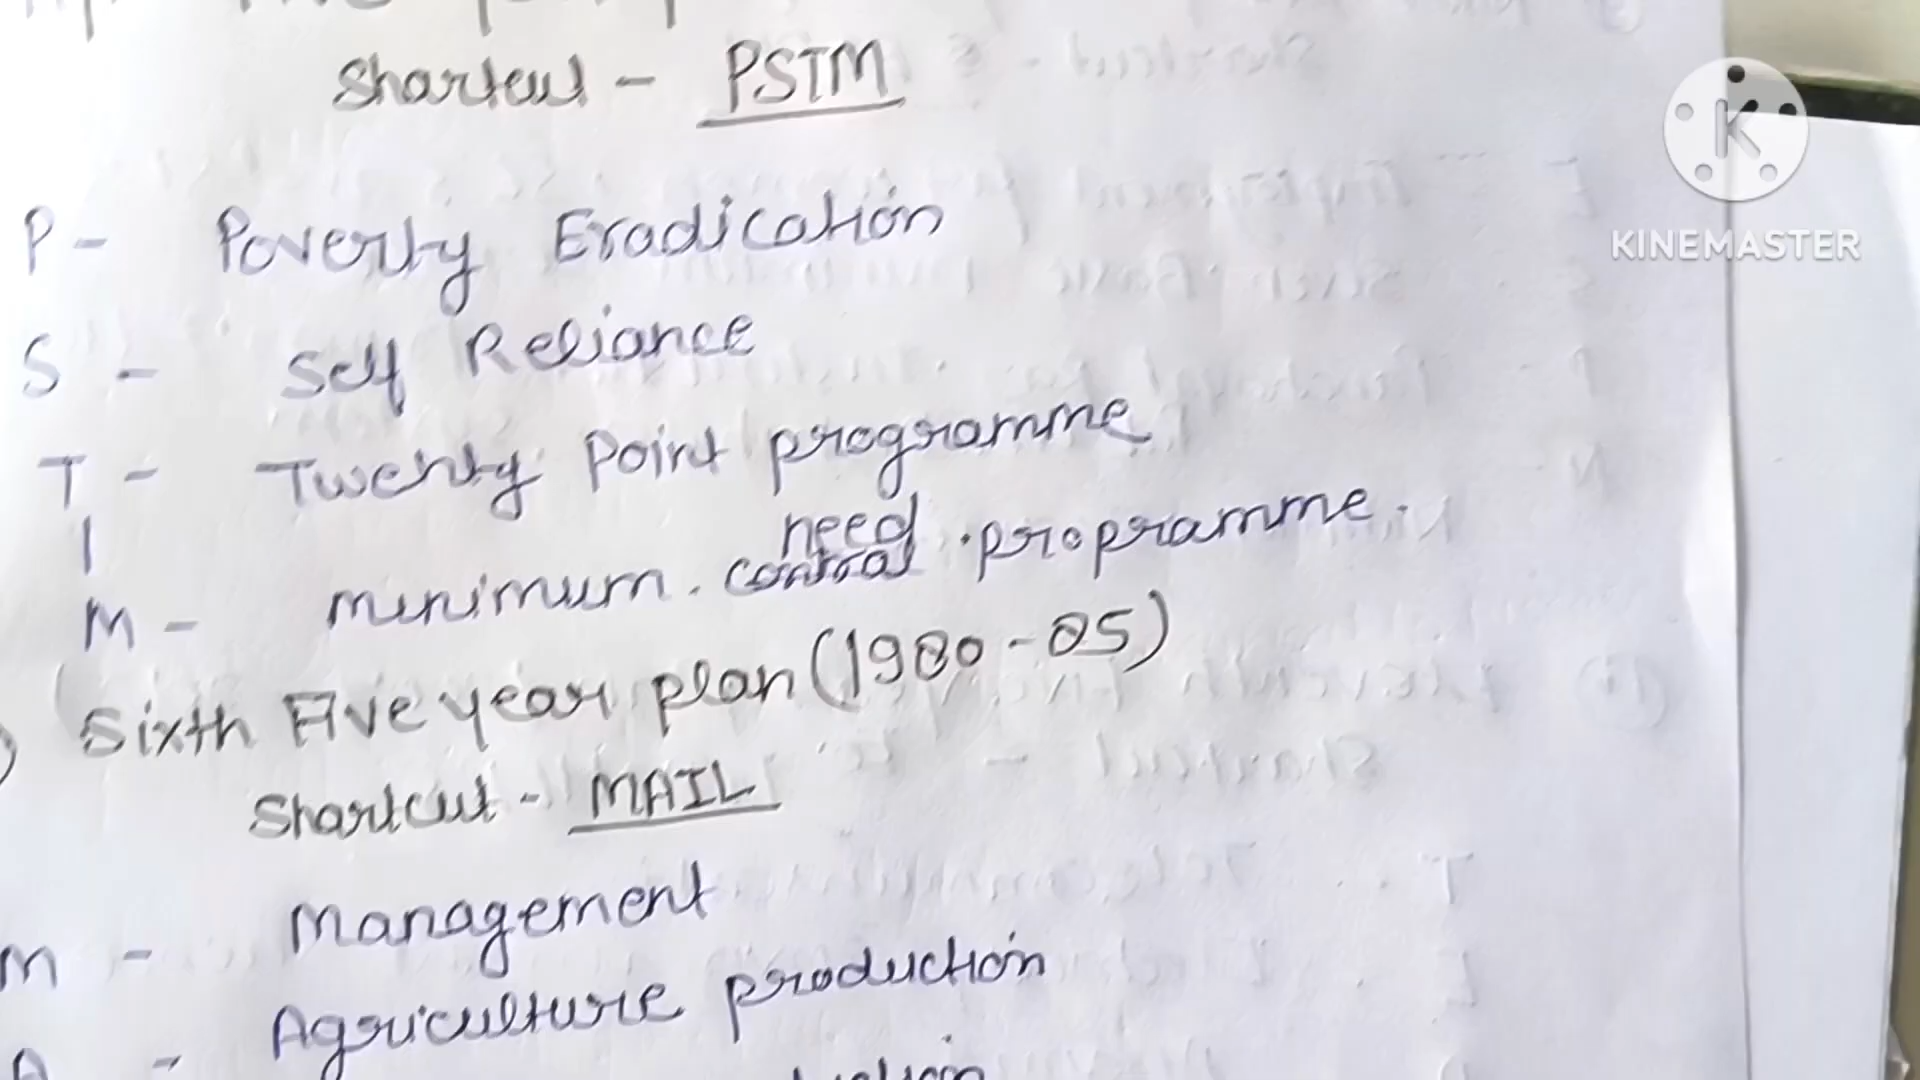 Shortcut - PSTM
P - Poverty Eradication
S - Self Reliance
T - Twenty Point programme
need
M - minimum. control .proprramme.
Sixth Five year plan (1980-85)
Shortcut - MAIL
M - Management
A - Agriculture production
KINEMASTER